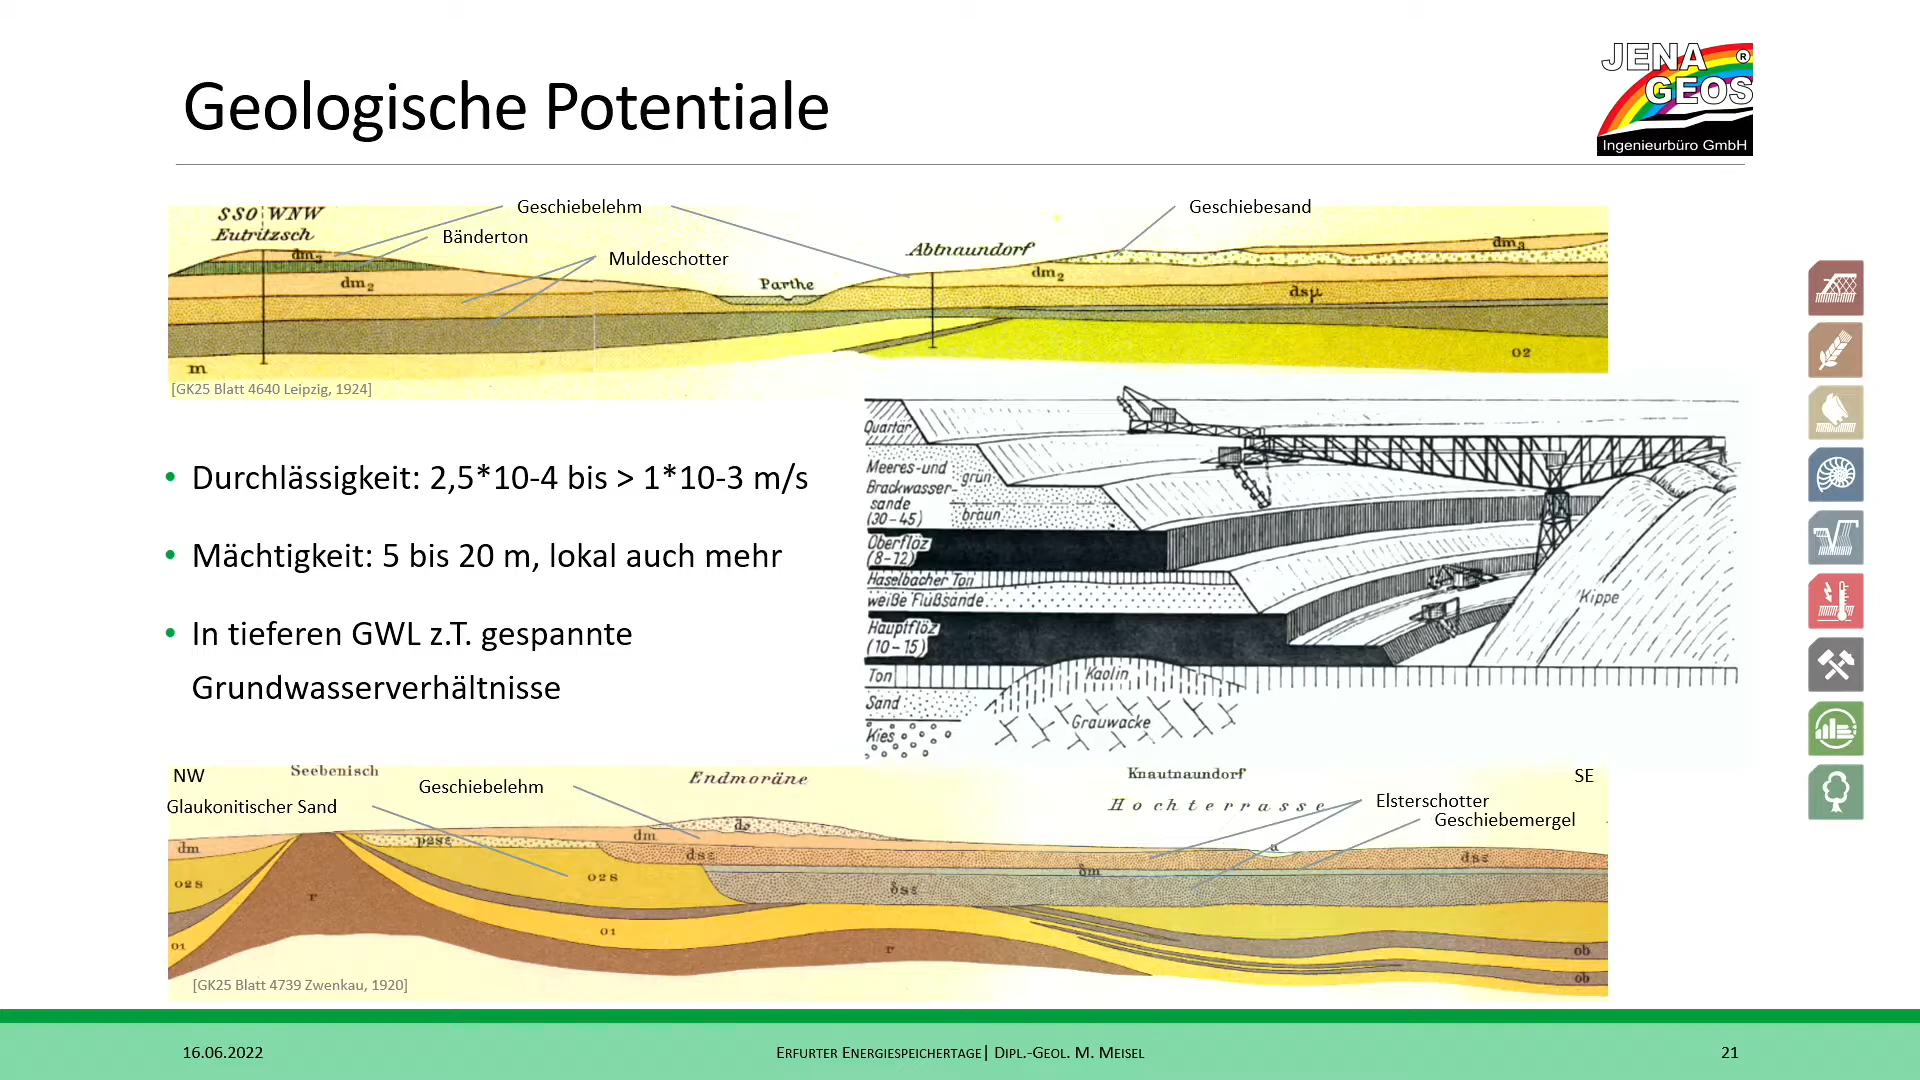 Geologische Potentiale
JENA ®
GEOS
Ingenieurbüro GmbH
SSO WNW
Eutritzsch
Geschiebelehm
Bänderton
Muldeschotter
Geschiebesand
Abtnaundorf
Parthe
dm3
dm2
dm2
dm3
dsµ
o2
m
[GK25 Blatt 4640 Leipzig, 1924]
• Durchlässigkeit: 2,5*10-4 bis > 1*10-3 m/s
• Mächtigkeit: 5 bis 20 m, lokal auch mehr
• In tieferen GWL z.T. gespannte
Grundwasserverhältnisse
Quartär
Meeres-und
Brackwasser-
sande
(30-45)
grün
braun
Oberflöz
(8-12)
Haselbacher Ton
weiße Flußsande
Hauptflöz
(10-15)
Ton
Sand
Kies
Kaolin
Grauwacke
Kippe
NW
Seebenisch
Geschiebelehm
Endmoräne
Knautnaundorf
SE
Glaukonitischer Sand
Hochterrasse
Elsterschotter
Geschiebemergel
dm
dm
dsε
δm
a
dsε
o2s
o2s
δsε
r
o1
o1
r
ob
ob
[GK25 Blatt 4739 Zwenkau, 1920]
16.06.2022
Erfurter Energiespeichertage| Dipl.-Geol. M. Meisel
21